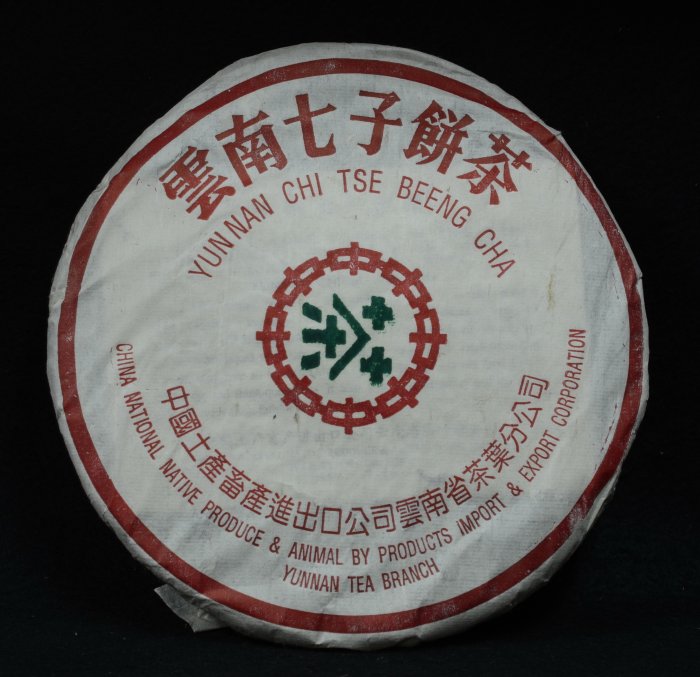 雲南七子餅茶
YUNNAN CHI TSE BEENG CHA
茶
中國土產畜產進出口公司雲南省茶葉分公司
CHINA NATIONAL NATIVE PRODUCE & ANIMAL BY PRODUCTS iMPORT & EXPORT CORPORATION
YUNNAN TEA BRANCH